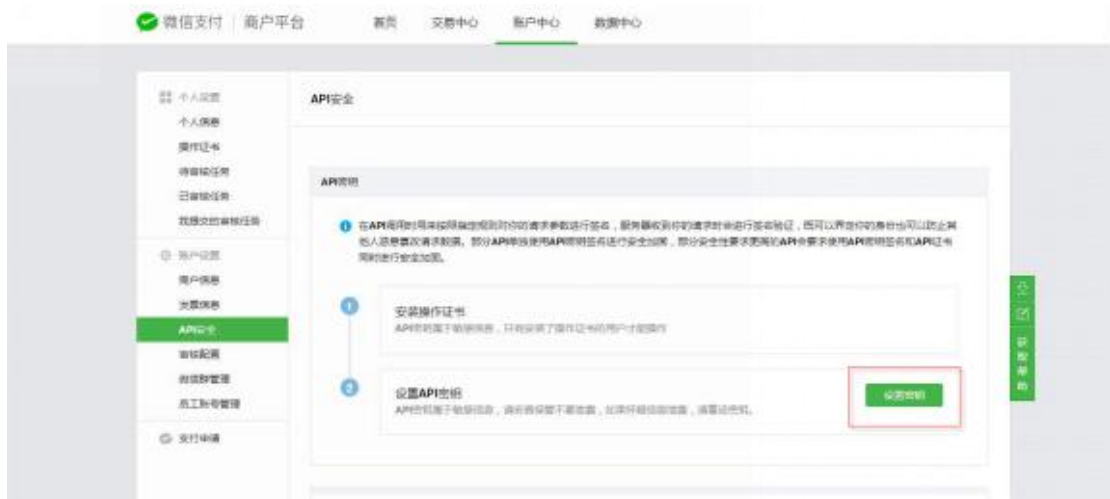 微信支付 | 商户平台
首页 交易中心 账户中心 数据中心
个人设置
个人信息
操作证书
待审核任务
已审核任务
我提交的审核任务
账户设置
商户信息
发票信息
API安全
审核配置
微信群管理
员工账号管理
支付申请
API安全
API密钥
在API调用时用来按照指定规则对你的请求参数进行签名，服务器收到你的请求时会进行签名验证，既可以界定你的身份也可以防止其
他人恶意篡改请求数据。部分API单独使用API密钥签名进行安全加固，部分安全性要求更高的API会要求使用API密钥签名和API证书
同时进行安全加固。
1
安装操作证书
API密钥属于敏感信息，只有安装了操作证书的用户才能操作
2
设置API密钥
API密钥属于敏感信息，请妥善保管不要泄露，如果怀疑信息泄露，请重设密钥。
设置密钥
获取帮助